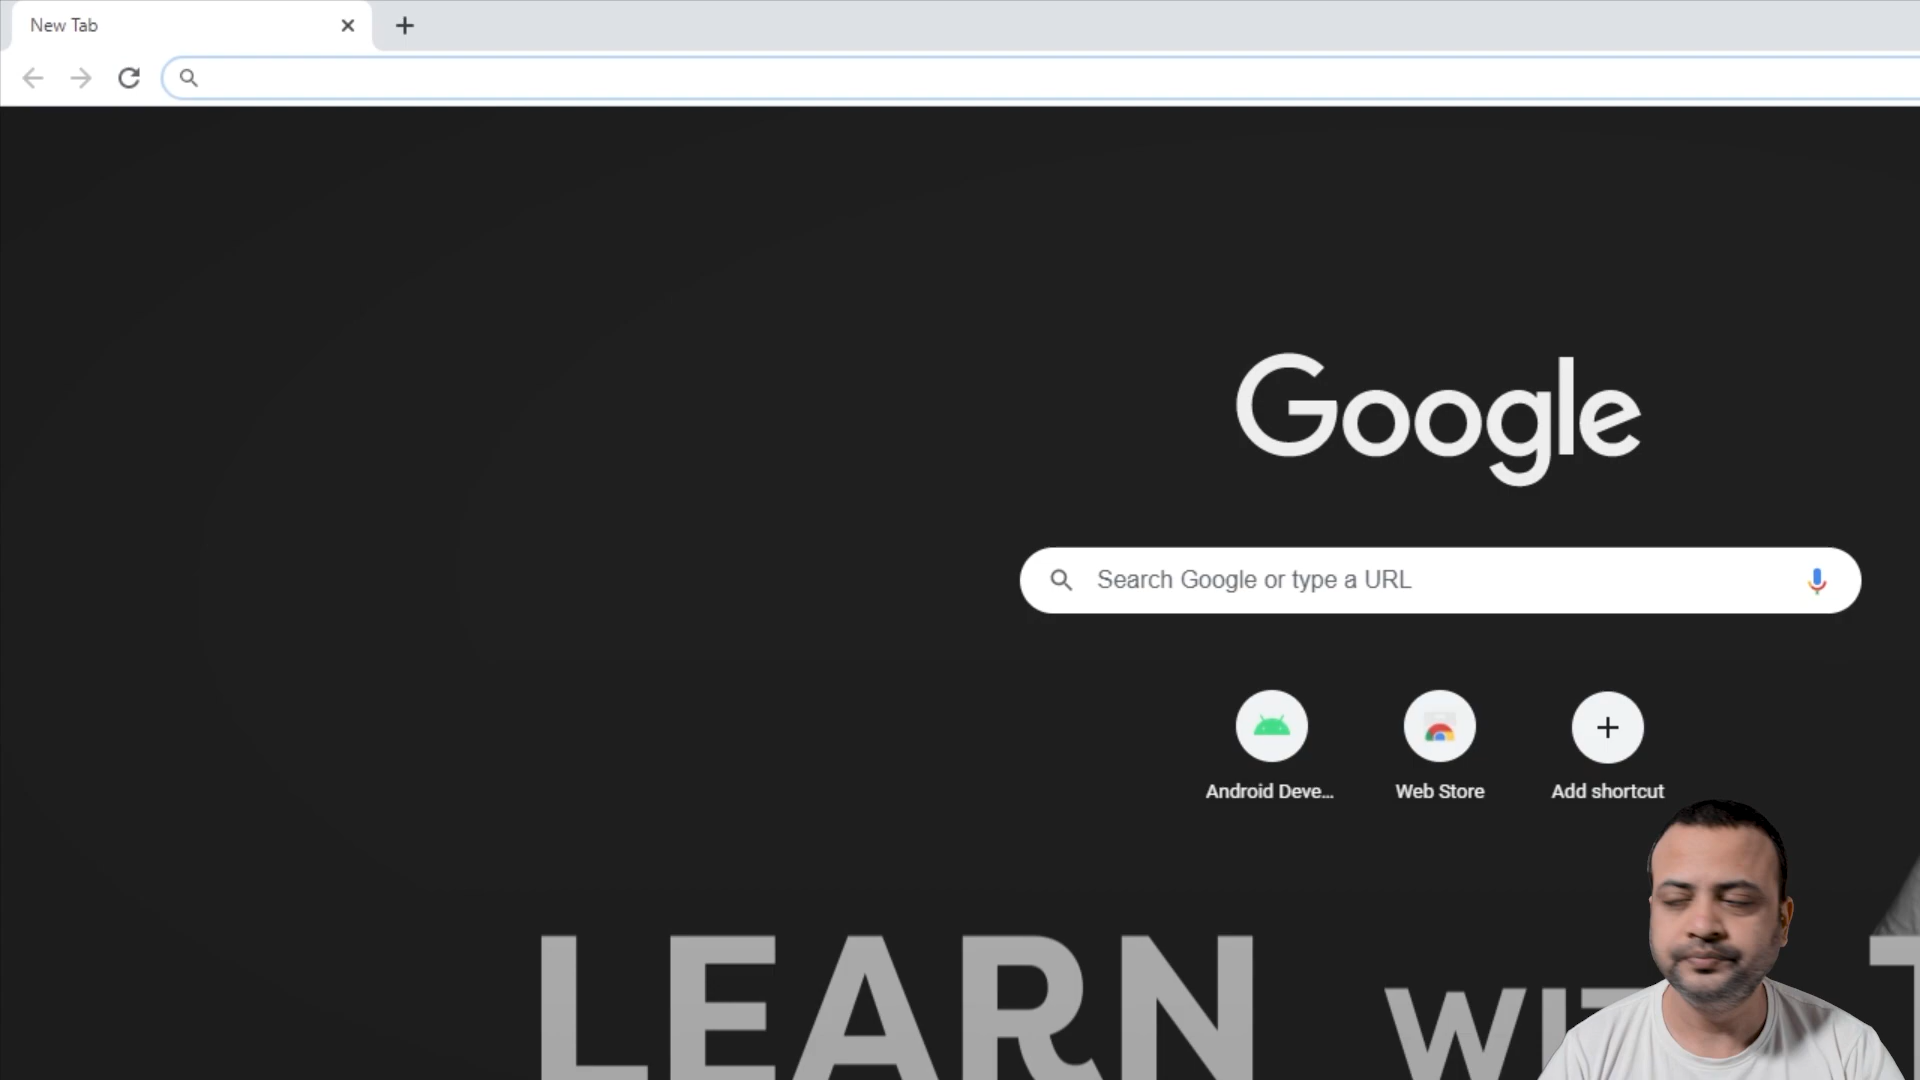 New Tab
Google
Search Google or type a URL
Android Deve...
Web Store
Add shortcut
LEARN